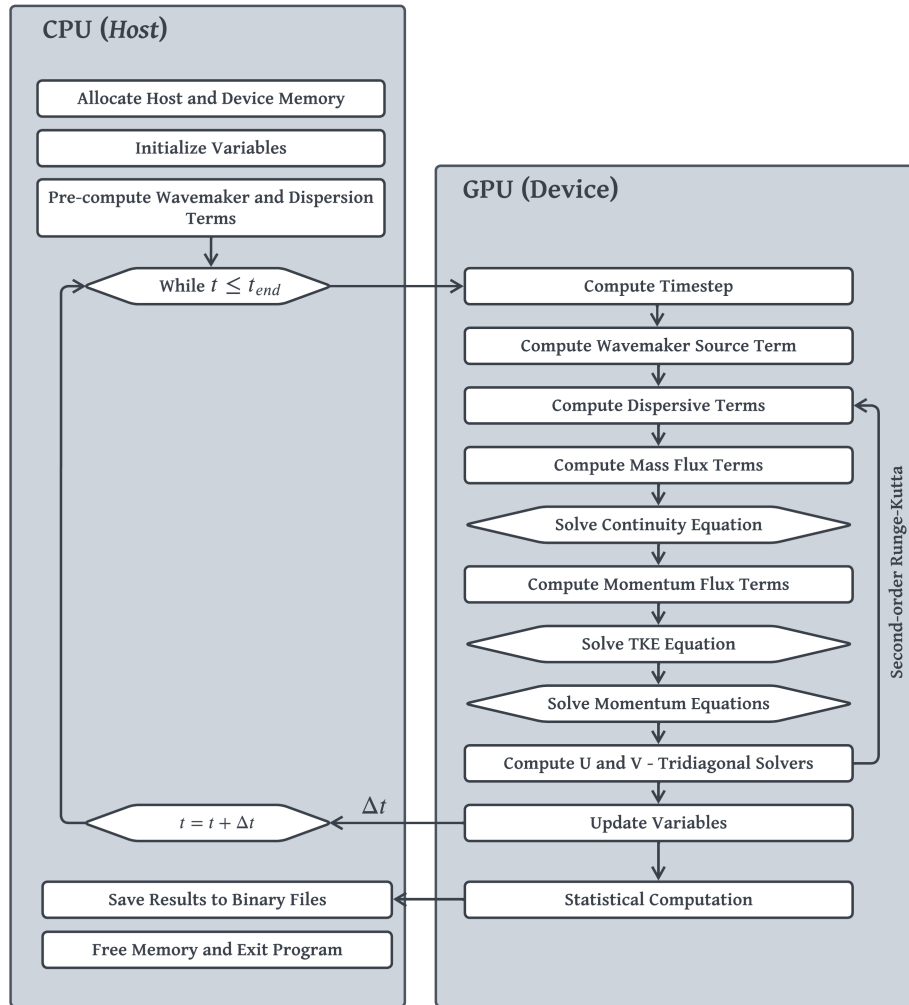 CPU (Host)
Allocate Host and Device Memory
Initialize Variables
Pre-compute Wavemaker and Dispersion
Terms
While t ≤ t_end
t = t + Δt
Save Results to Binary Files
Free Memory and Exit Program
Δt
GPU (Device)
Compute Timestep
Compute Wavemaker Source Term
Compute Dispersive Terms
Compute Mass Flux Terms
Solve Continuity Equation
Compute Momentum Flux Terms
Solve TKE Equation
Solve Momentum Equations
Compute U and V - Tridiagonal Solvers
Update Variables
Statistical Computation
Second-order Runge-Kutta